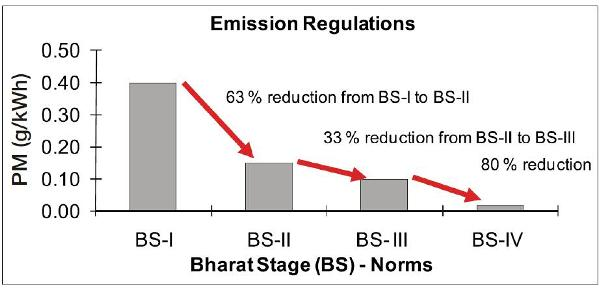 Emission Regulations
PM (g/kWh)
0.50
0.40
0.30
0.20
0.10
0.00
63 % reduction from BS-I to BS-II
33 % reduction from BS-II to BS-III
80 % reduction
BS-I
BS-II
BS- III
BS-IV
Bharat Stage (BS) - Norms